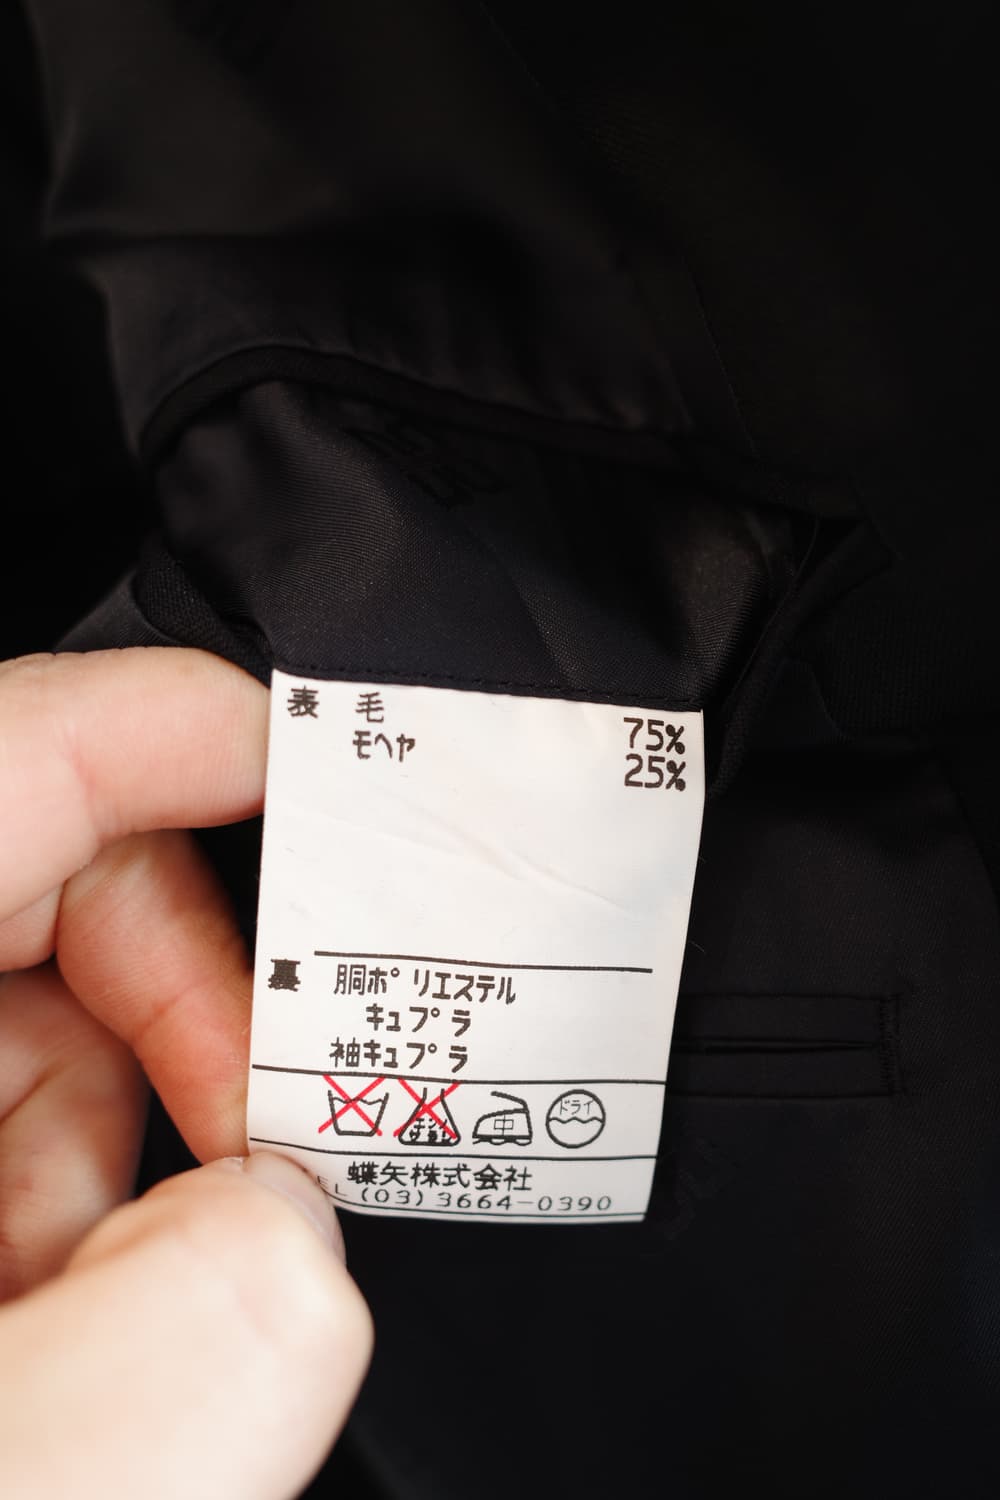 表 毛 75%
モヘヤ 25%
裏 胴ポリエステル
キュプラ
袖キュプラ
中 ドライ
蝶矢株式会社
EL (03) 3664-0390